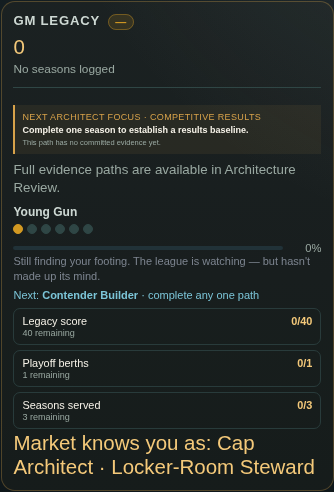 GM LEGACY —
0
No seasons logged
NEXT ARCHITECT FOCUS · COMPETITIVE RESULTS
Complete one season to establish a results baseline.
This path has no committed evidence yet.
Full evidence paths are available in Architecture
Review.
Young Gun
0%
Still finding your footing. The league is watching — but hasn't
made up its mind.
Next: Contender Builder · complete any one path
Legacy score 0/40
40 remaining
Playoff berths 0/1
1 remaining
Seasons served 0/3
3 remaining
Market knows you as: Cap
Architect · Locker-Room Steward